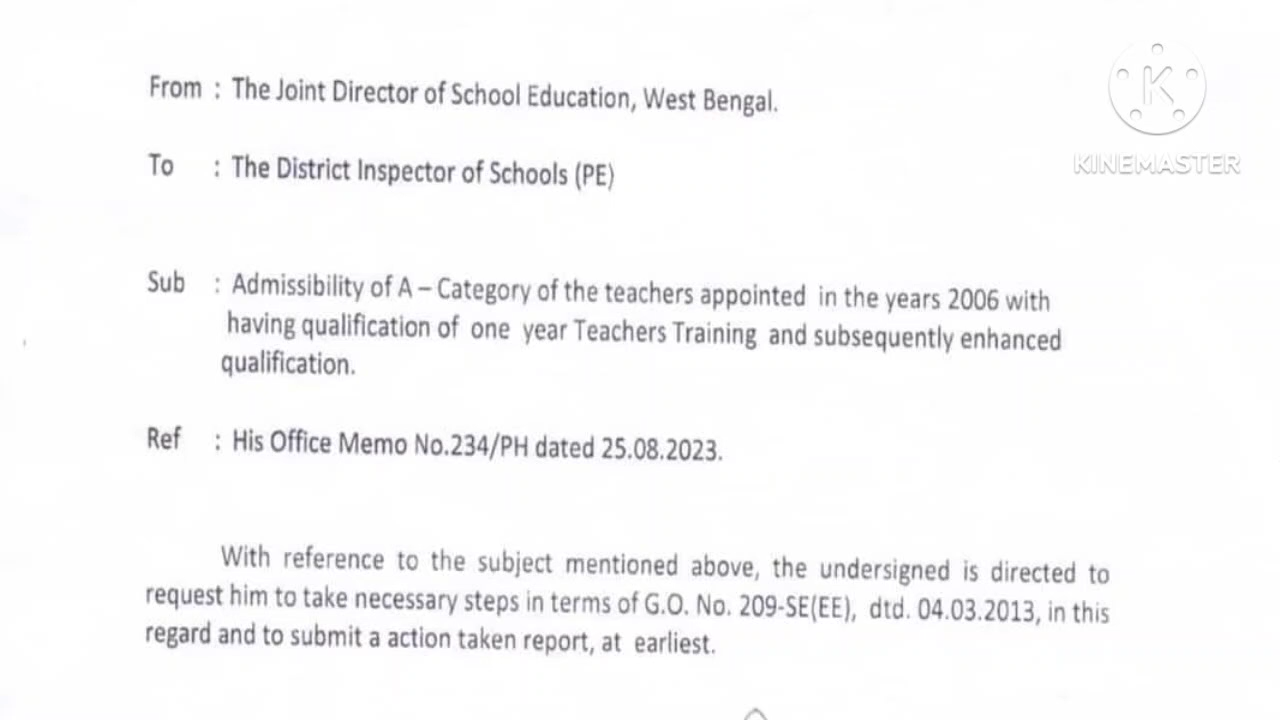 From : The Joint Director of School Education, West Bengal.
KINEMASTER
To : The District Inspector of Schools (PE)
Sub : Admissibility of A – Category of the teachers appointed in the years 2006 with
having qualification of one year Teachers Training and subsequently enhanced
qualification.
Ref : His Office Memo No.234/PH dated 25.08.2023.
With reference to the subject mentioned above, the undersigned is directed to
request him to take necessary steps in terms of G.O. No. 209-SE(EE), dtd. 04.03.2013, in this
regard and to submit a action taken report, at earliest.